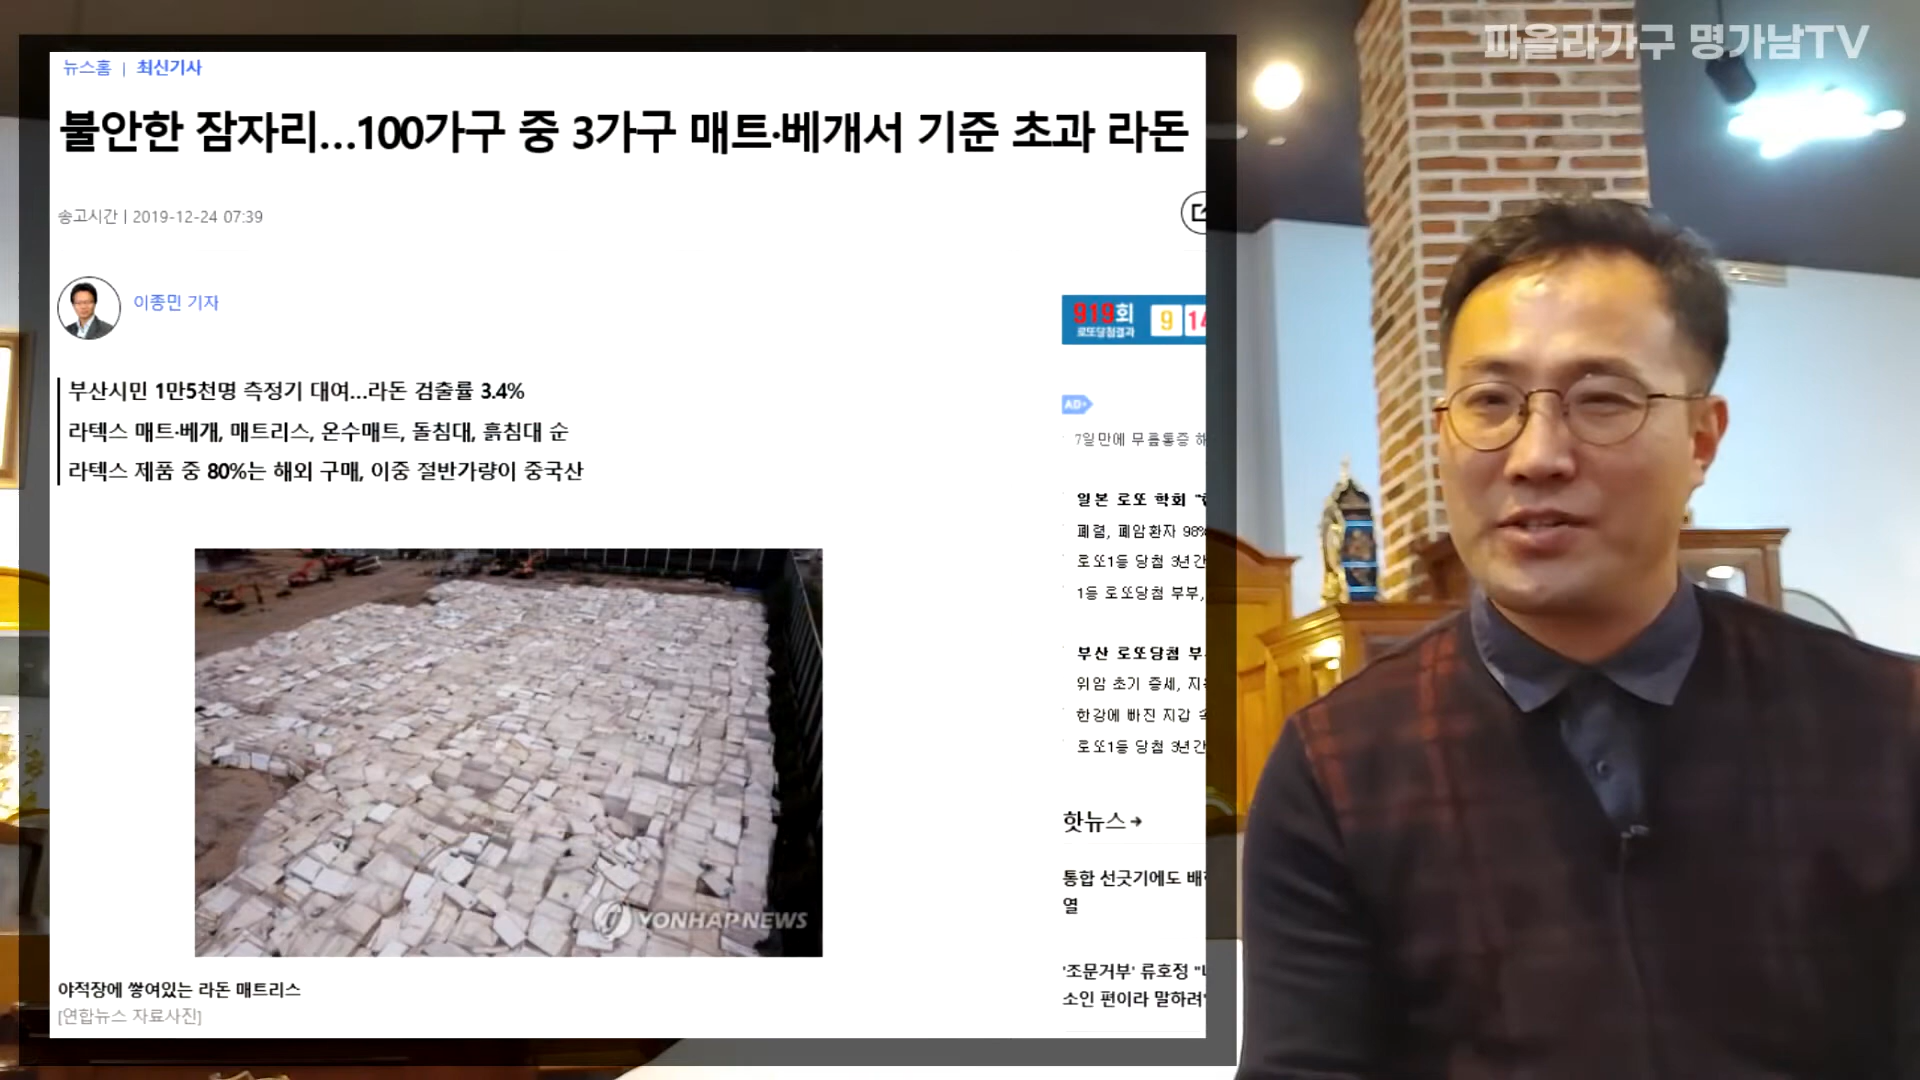 파올라가구 명가남TV
뉴스홈 | 최신기사
불안한 잠자리...100가구 중 3가구 매트·베개서 기준 초과 라돈
송고시간 | 2019-12-24 07:39
이종민 기자
부산시민 1만5천명 측정기 대여...라돈 검출률 3.4%
라텍스 매트·베개, 매트리스, 온수매트, 돌침대, 흙침대 순
라텍스 제품 중 80%는 해외 구매, 이중 절반가량이 중국산
YONHAPNEWS
야적장에 쌓여있는 라돈 매트리스
[연합뉴스 자료사진]
919회
로또당첨결과
9 14
AD
7일만에 무릎통증
일본 로또 학회
폐렴, 폐암환자 98%
로또1등 당첨 3년간
1등 로또당첨 부부,
부산 로또당첨
위암 초기 증세,
한강에 빠진 지갑
로또1등 당첨 3년간
핫뉴스
통합 선긋기에도
열
'조문거부' 류호정
소인 편이라 말하려